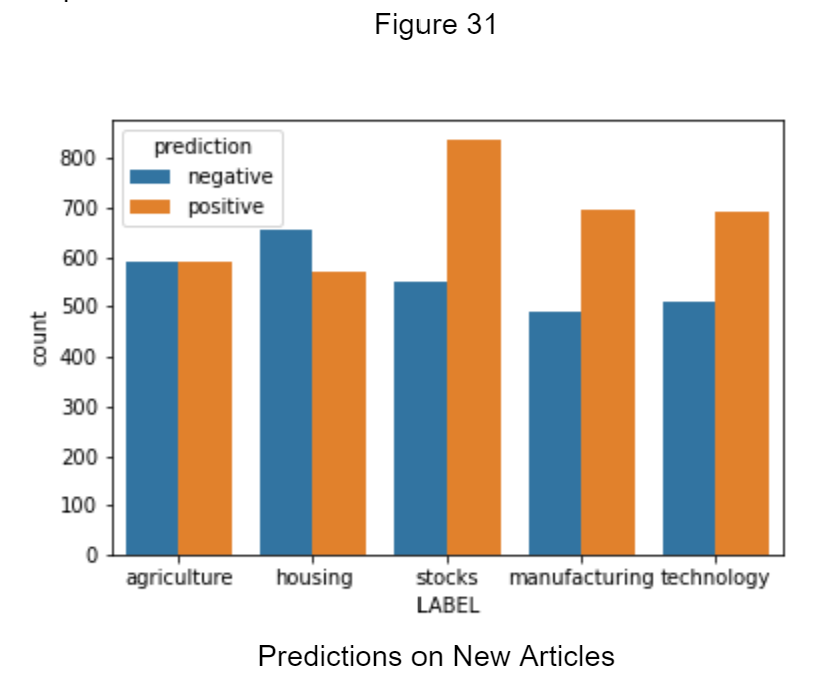 Figure 31
prediction
negative
positive
800
700
600
500
400
300
200
100
0
count
agriculture housing stocks manufacturing technology
LABEL
Predictions on New Articles